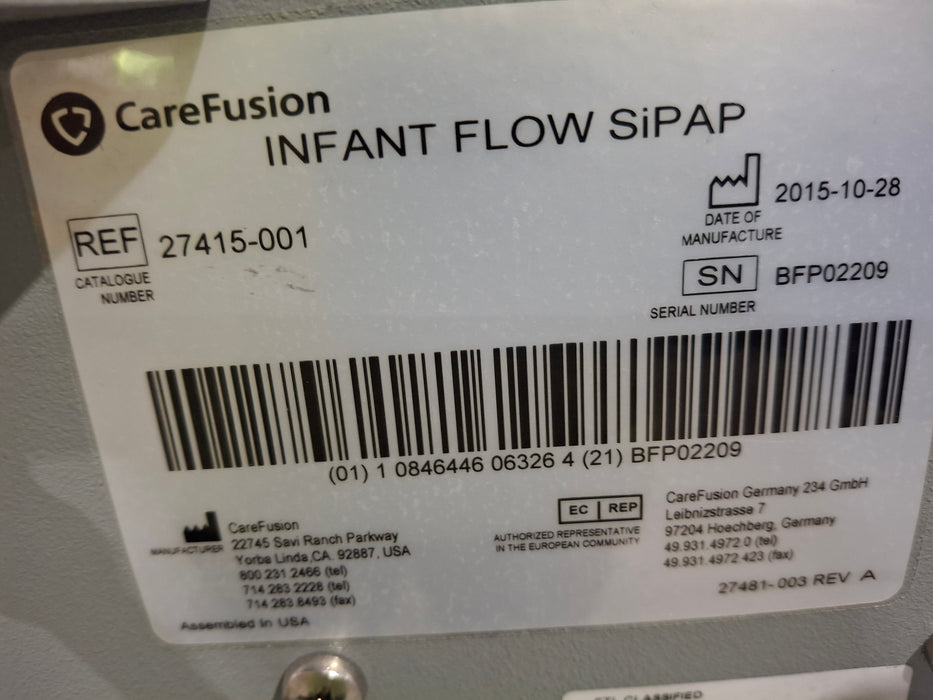 CareFusion
INFANT FLOW SiPAP
2015-10-28
DATE OF
MANUFACTURE
REF 27415-001
CATALOGUE
NUMBER
SN BFP02209
SERIAL NUMBER
(01) 1 0846446 06326 4 (21) BFP02209
MANUFACTURER
CareFusion
22745 Savi Ranch Parkway
Yorba Linda,CA. 92887, USA
800 231 2466 (tel)
714 283 2228 (tel)
714 283 8493 (fax)
Assembled in USA
EC REP
AUTHORIZED REPRESENTATIVE
IN THE EUROPEAN COMMUNITY
CareFusion Germany 234 GmbH
Leibnizstrasse 7
97204 Hoechberg, Germany
49.931.4972 0 (tel)
49.931.4972 423 (fax)
27481-003 REV A
ETL CLASSIFIED